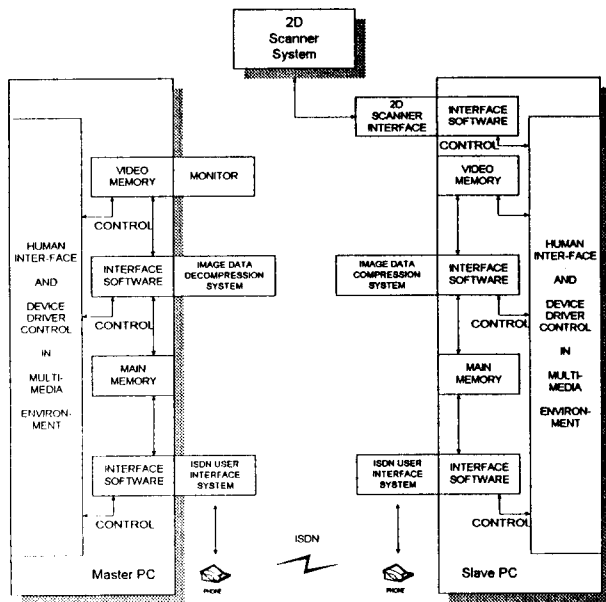 2D
Scanner
System
2D
SCANNER
INTERFACE
INTERFACE
SOFTWARE
CONTROL
VIDEO
MEMORY
MONITOR
VIDEO
MEMORY
CONTROL
HUMAN
INTER-FACE
AND
DEVICE
DRIVER
CONTROL
IN
MULTI-
MEDIA
ENVIRON-
MENT
INTERFACE
SOFTWARE
IMAGE DATA
DECOMPRESSION
SYSTEM
IMAGE DATA
COMPRESSION
SYSTEM
INTERFACE
SOFTWARE
HUMAN
INTER-FACE
AND
DEVICE
DRIVER
CONTROL
IN
MULTI-
MEDIA
ENVIRON-
MENT
CONTROL
CONTROL
MAIN
MEMORY
MAIN
MEMORY
INTERFACE
SOFTWARE
ISDN USER
INTERFACE
SYSTEM
ISDN USER
INTERFACE
SYSTEM
INTERFACE
SOFTWARE
CONTROL
CONTROL
ISDN
Master PC
PHONE
PHONE
Slave PC